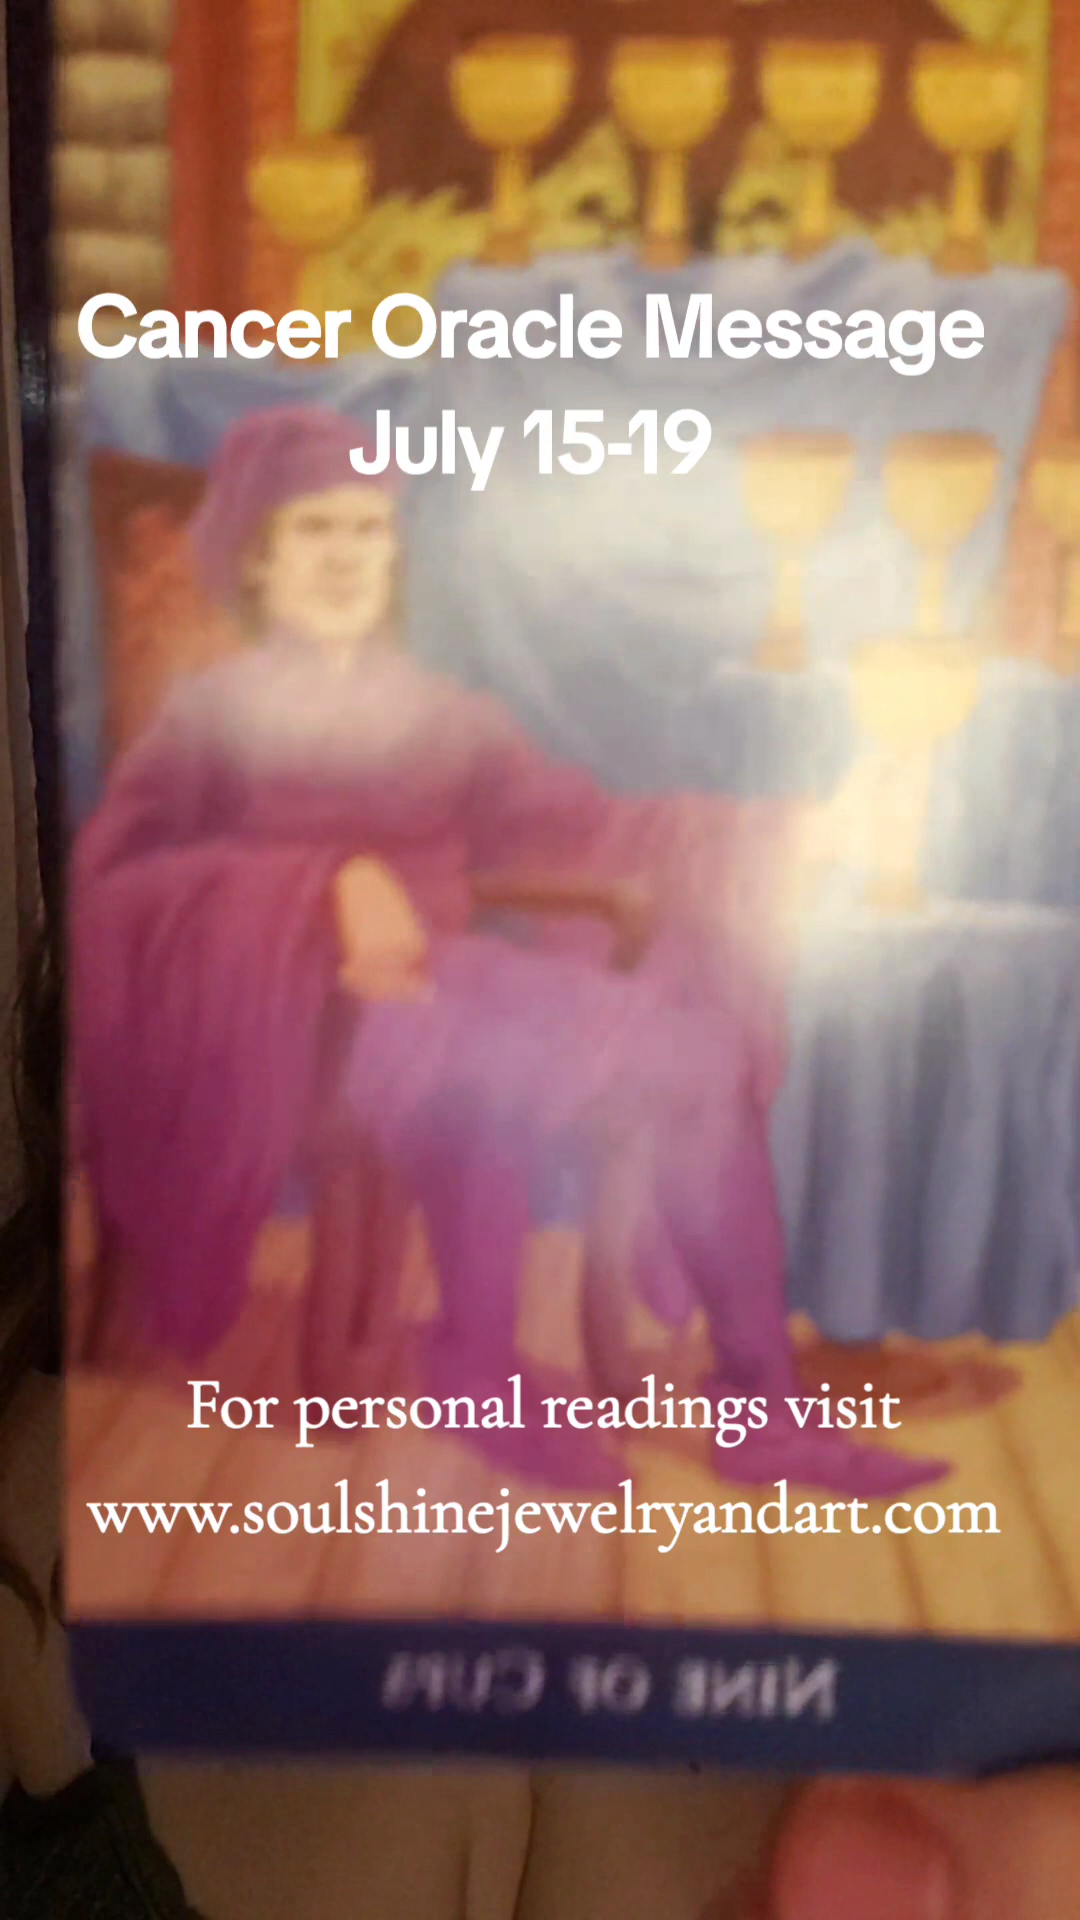 Cancer Oracle Message
July 15-19
For personal readings visit
www.soulshinejewelryandart.com
NINE OF CUPS